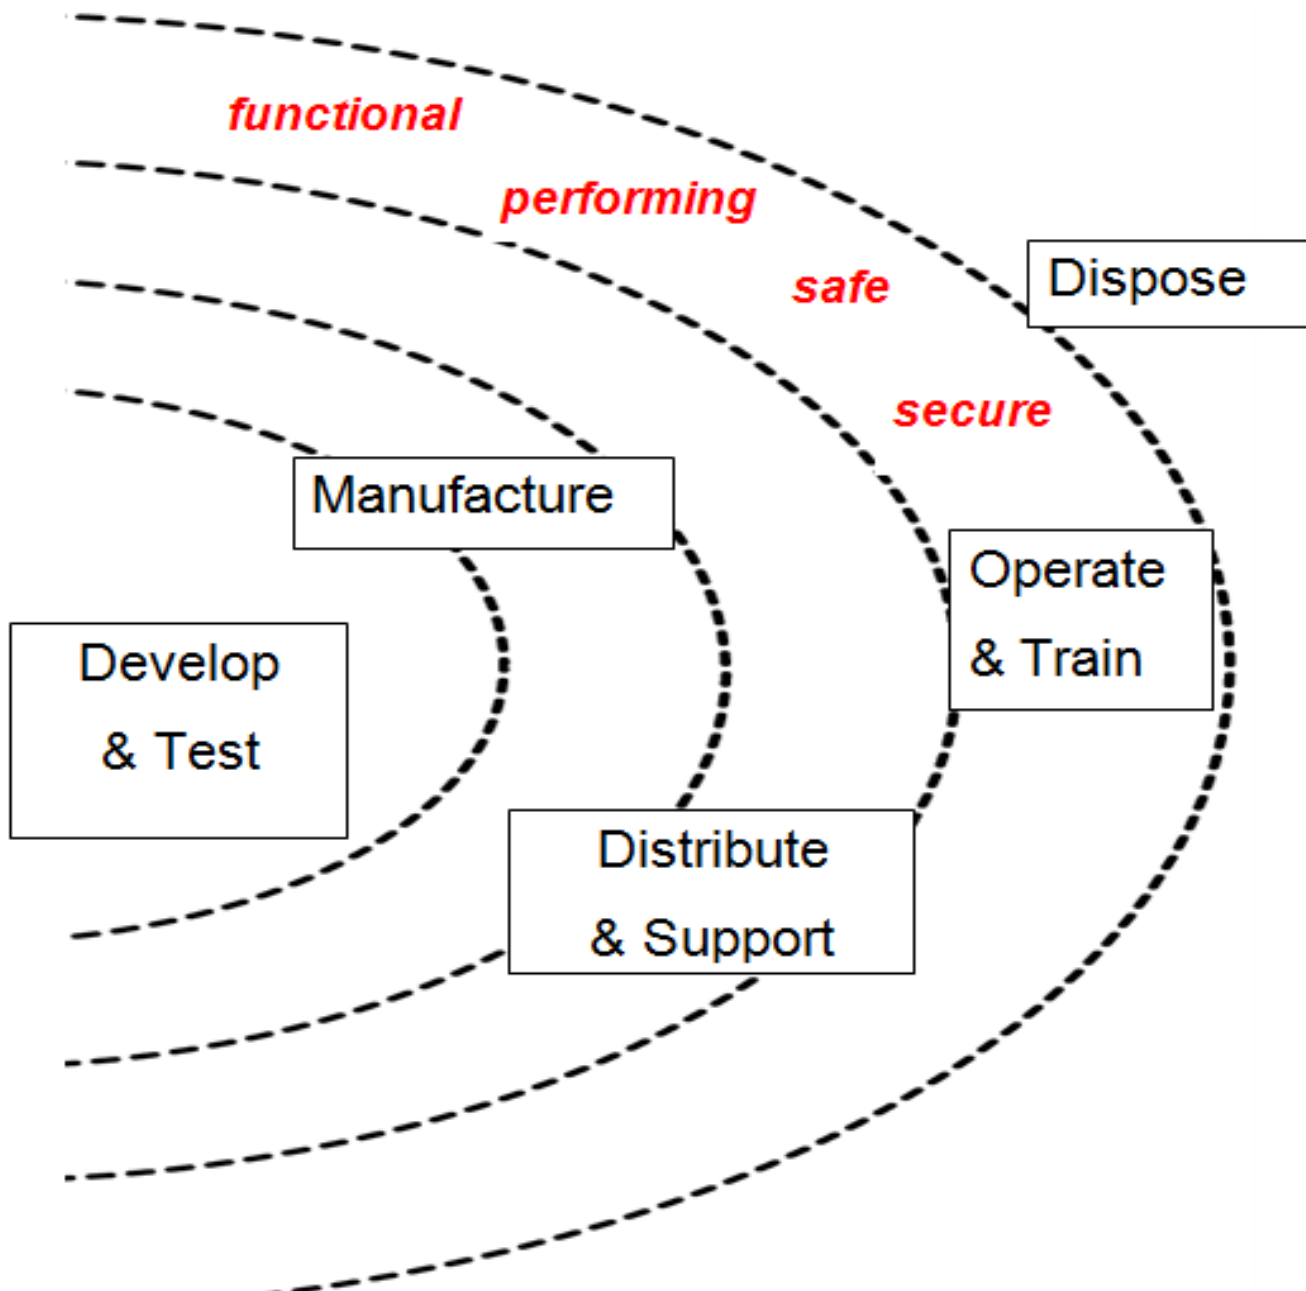 functional
performing
safe
Dispose
secure
Manufacture
Operate
& Train
Develop
& Test
Distribute
& Support